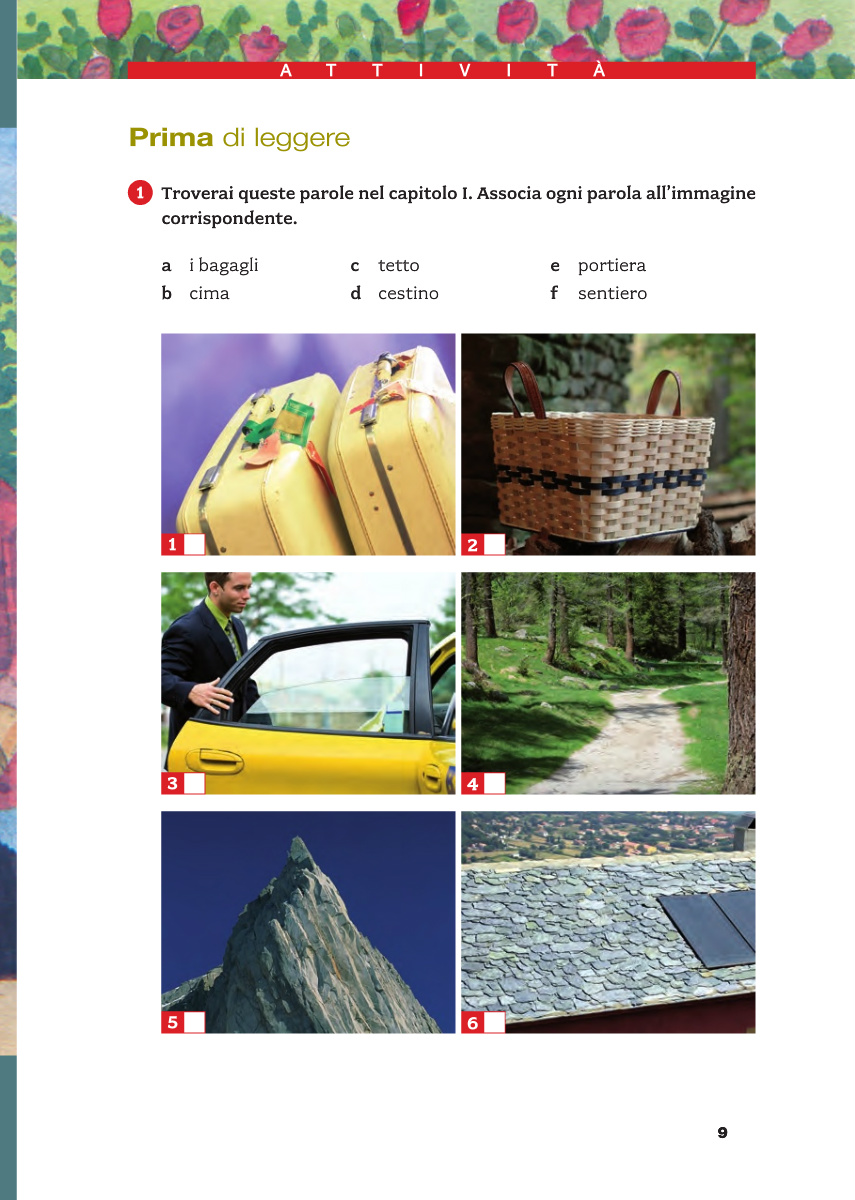 ATTIVITÀ
Prima di leggere
1 Troverai queste parole nel capitolo I. Associa ogni parola all'immagine
corrispondente.
a i bagagli c tetto e portiera
b cima d cestino f sentiero
1 2
3 4
5 6
9